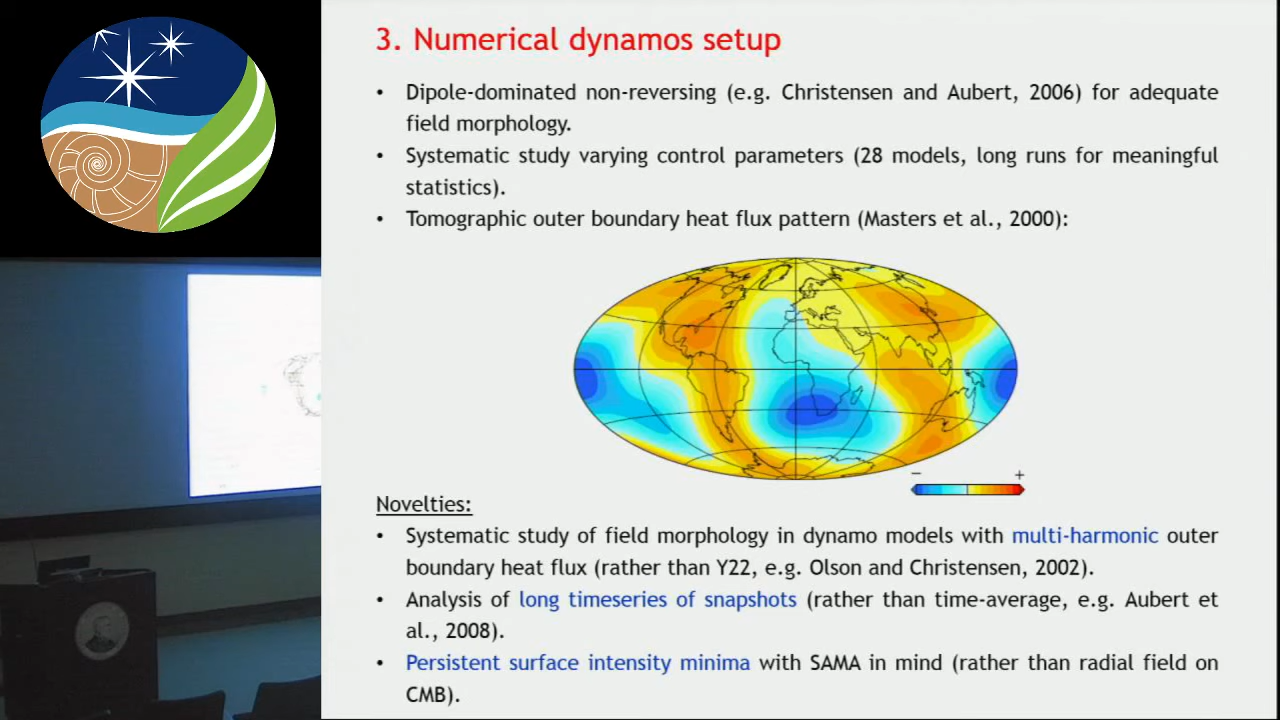 3. Numerical dynamos setup
• Dipole-dominated non-reversing (e.g. Christensen and Aubert, 2006) for adequate
field morphology.
• Systematic study varying control parameters (28 models, long runs for meaningful
statistics).
• Tomographic outer boundary heat flux pattern (Masters et al., 2000):
− +
Novelties:
• Systematic study of field morphology in dynamo models with multi-harmonic outer
boundary heat flux (rather than Y22, e.g. Olson and Christensen, 2002).
• Analysis of long timeseries of snapshots (rather than time-average, e.g. Aubert et
al., 2008).
• Persistent surface intensity minima with SAMA in mind (rather than radial field on
CMB).